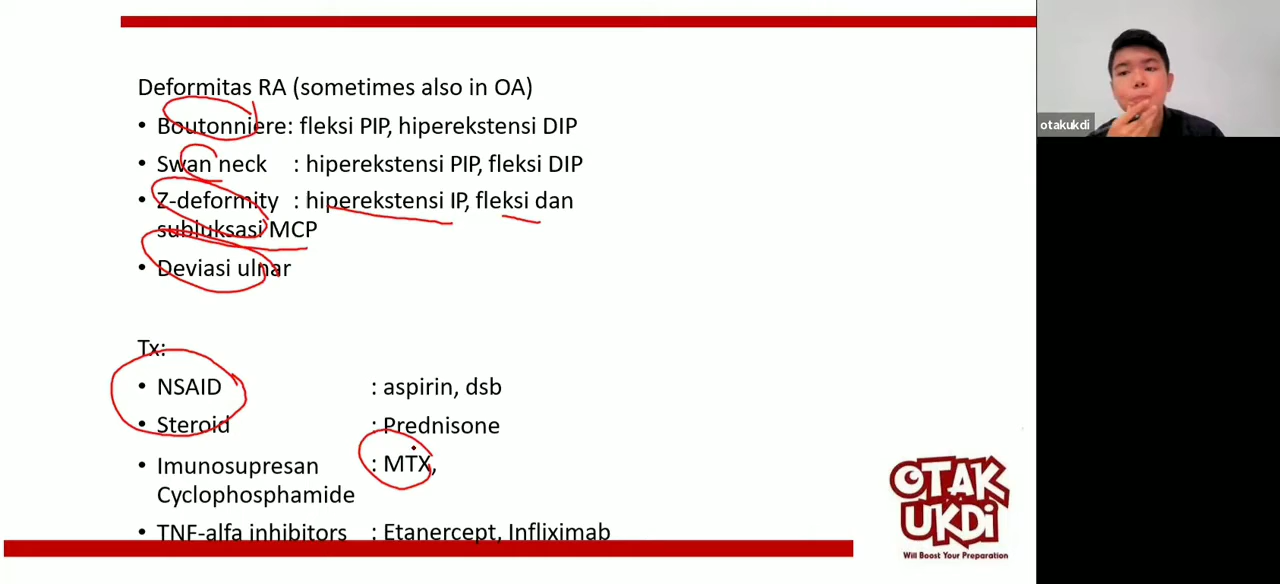 Deformitas RA (sometimes also in OA)
• Boutonniere: fleksi PIP, hiperekstensi DIP
• Swan neck : hiperekstensi PIP, fleksi DIP
• Z-deformity : hiperekstensi IP, fleksi dan
subluksasi MCP
• Deviasi ulnar
Tx:
• NSAID : aspirin, dsb
• Steroid : Prednisone
• Imunosupresan : MTX,
Cyclophosphamide
• TNF-alfa inhibitors : Etanercept, Infliximab
otakukdi
OTAK
UKDi
Will Boost Your Preparation